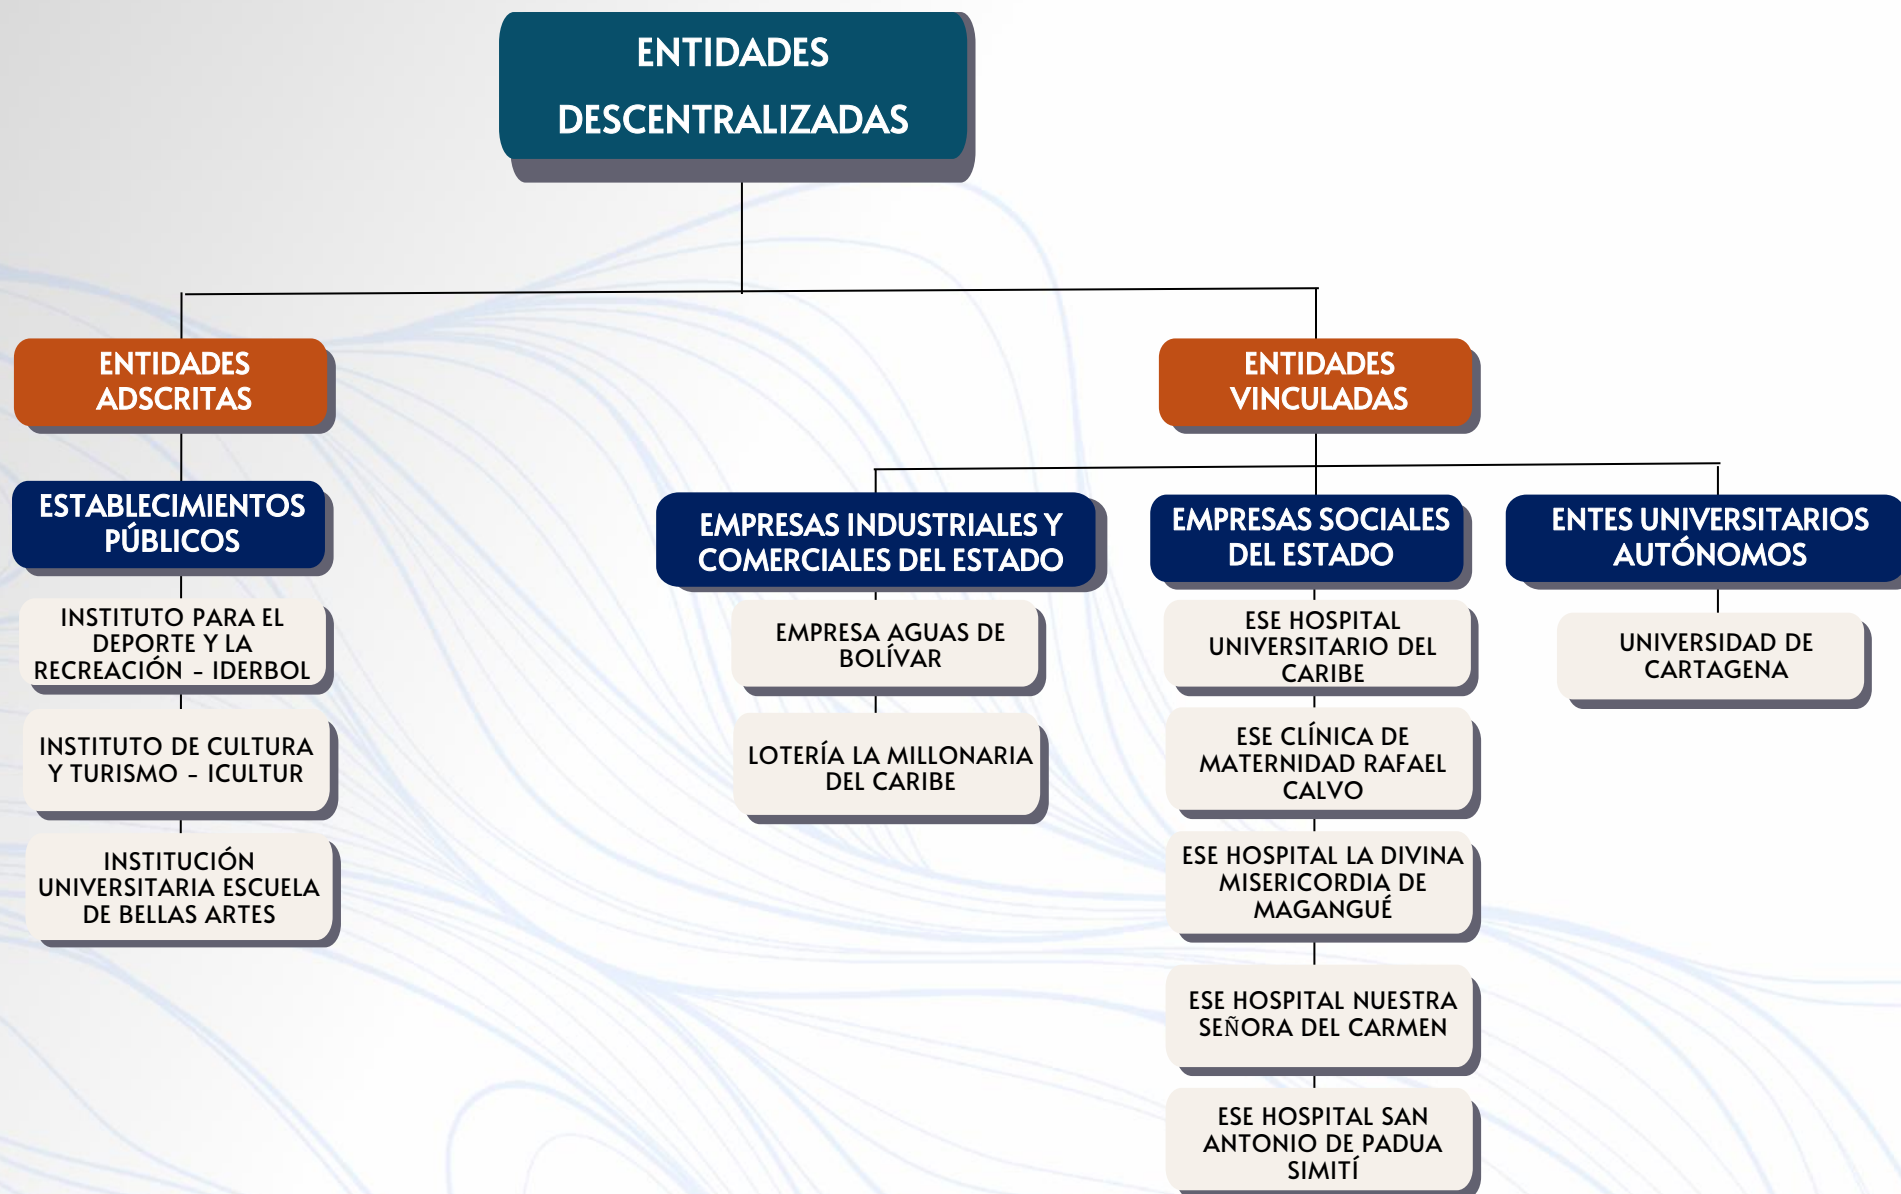 ENTIDADES
DESCENTRALIZADAS
ENTIDADES
ADSCRITAS
ENTIDADES
VINCULADAS
ESTABLECIMIENTOS
PÚBLICOS
INSTITUTO PARA EL
DEPORTE Y LA
RECREACIÓN - IDERBOL
INSTITUTO DE CULTURA
Y TURISMO - ICULTUR
INSTITUCIÓN
UNIVERSITARIA ESCUELA
DE BELLAS ARTES
EMPRESAS INDUSTRIALES Y
COMERCIALES DEL ESTADO
EMPRESA AGUAS DE
BOLÍVAR
LOTERÍA LA MILLONARIA
DEL CARIBE
EMPRESAS SOCIALES
DEL ESTADO
ESE HOSPITAL
UNIVERSITARIO DEL
CARIBE
ESE CLÍNICA DE
MATERNIDAD RAFAEL
CALVO
ESE HOSPITAL LA DIVINA
MISERICORDIA DE
MAGANGUÉ
ESE HOSPITAL NUESTRA
SEÑORA DEL CARMEN
ESE HOSPITAL SAN
ANTONIO DE PADUA
SIMITÍ
ENTES UNIVERSITARIOS
AUTÓNOMOS
UNIVERSIDAD DE
CARTAGENA